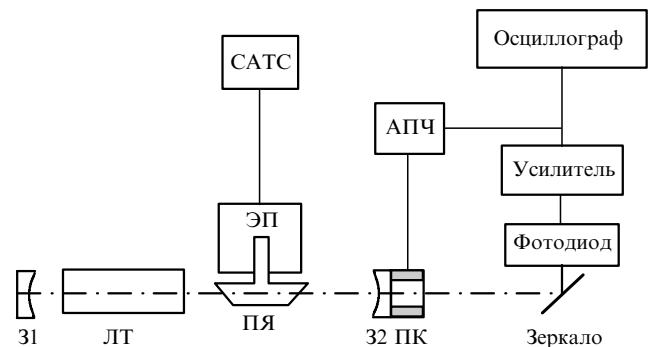 Осциллограф
САТС
АПЧ
Усилитель
ЭП
Фотодиод
З1
ЛТ
ПЯ
З2 ПК
Зеркало